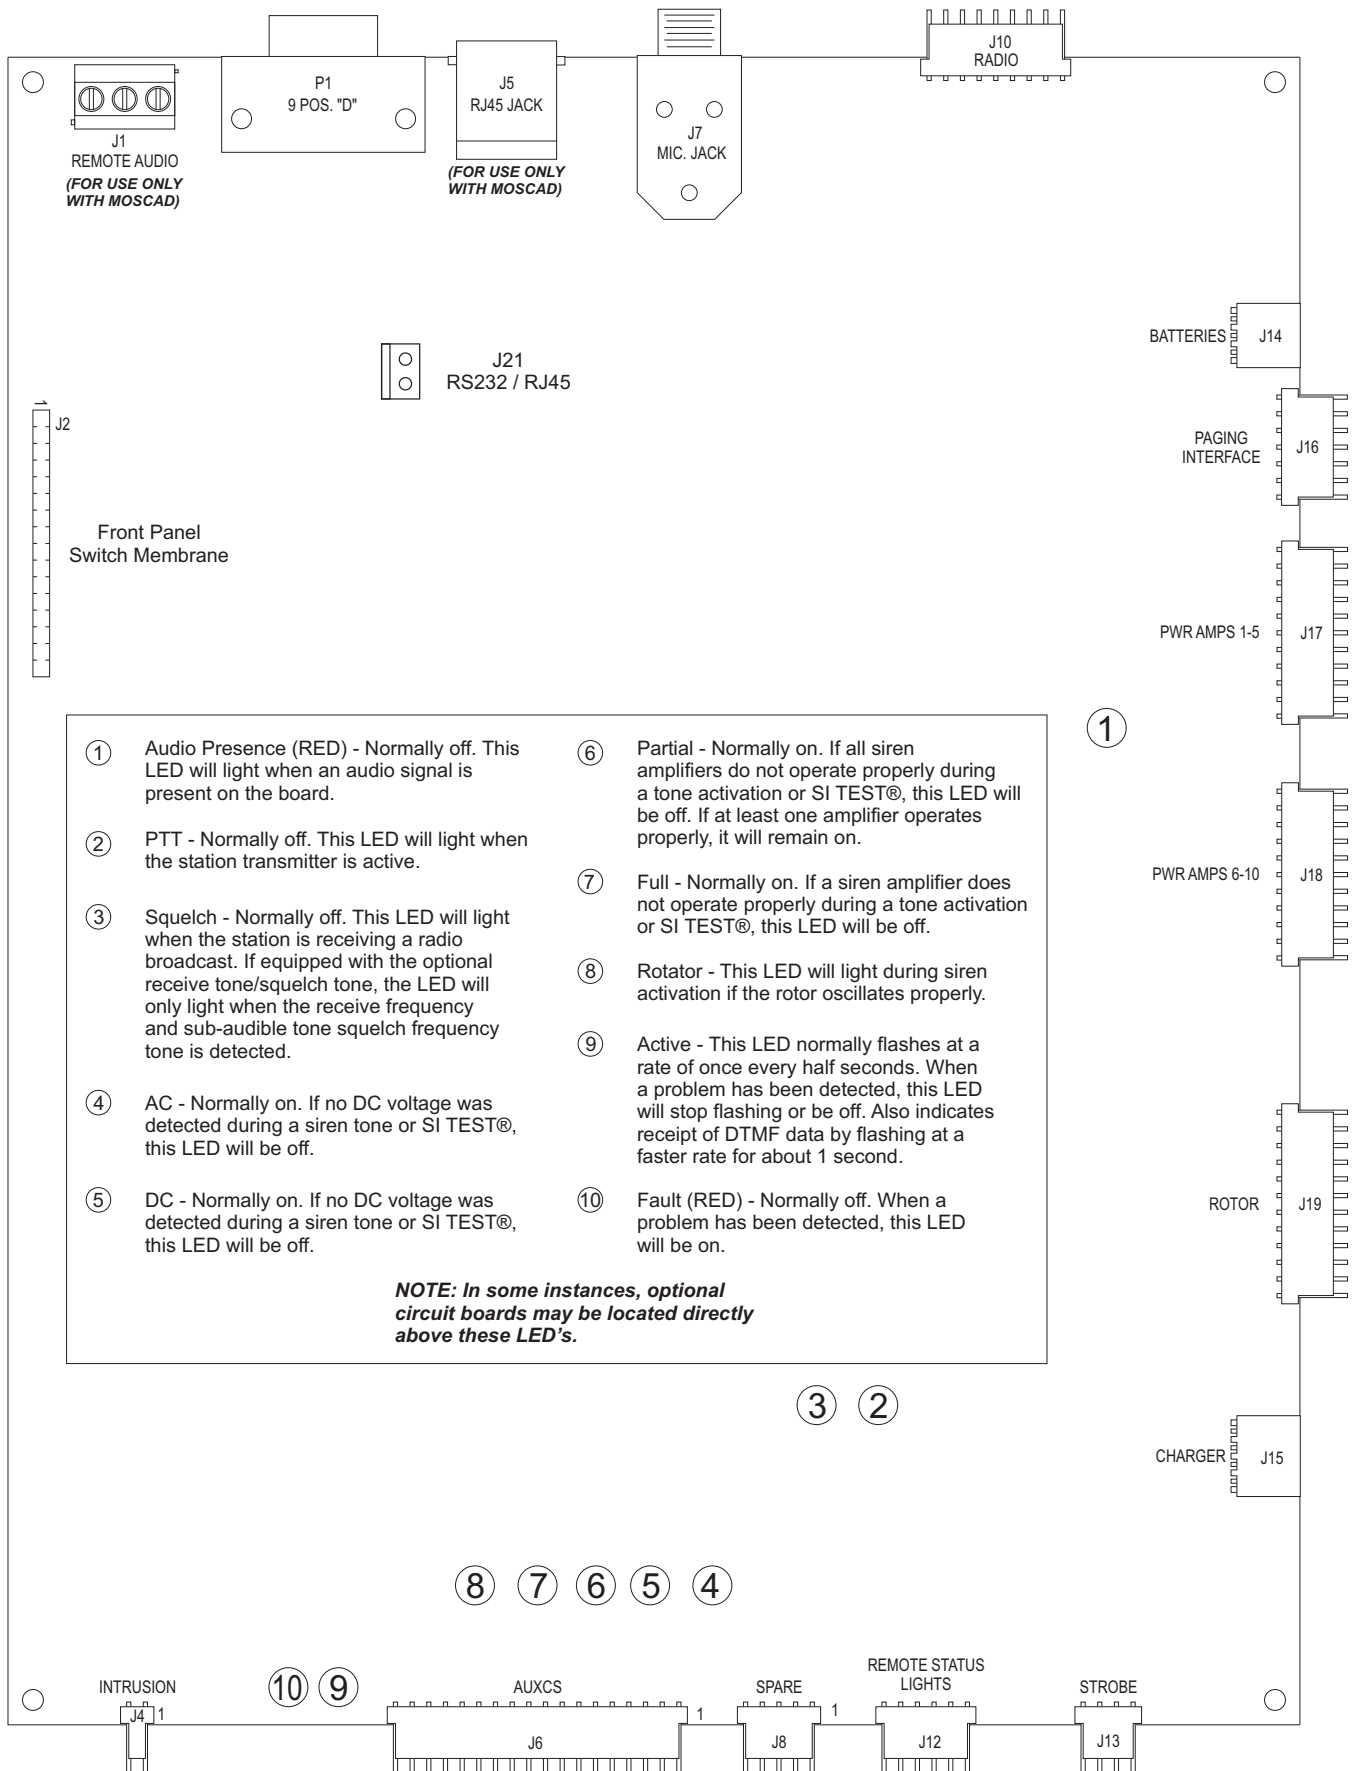 J10
RADIO
P1
9 POS. "D"
J5
RJ45 JACK
J7
MIC. JACK
J1
REMOTE AUDIO
(FOR USE ONLY
WITH MOSCAD)
(FOR USE ONLY
WITH MOSCAD)
BATTERIES
J14
J21
RS232 / RJ45
1
J2
PAGING
INTERFACE
J16
Front Panel
Switch Membrane
PWR AMPS 1-5
J17
1
1 Audio Presence (RED) - Normally off. This
LED will light when an audio signal is
present on the board.
2 PTT - Normally off. This LED will light when
the station transmitter is active.
3 Squelch - Normally off. This LED will light
when the station is receiving a radio
broadcast. If equipped with the optional
receive tone/squelch tone, the LED will
only light when the receive frequency
and sub-audible tone squelch frequency
tone is detected.
4 AC - Normally on. If no DC voltage was
detected during a siren tone or SI TEST®,
this LED will be off.
5 DC - Normally on. If no DC voltage was
detected during a siren tone or SI TEST®,
this LED will be off.
6 Partial - Normally on. If all siren
amplifiers do not operate properly during
a tone activation or SI TEST®, this LED will
be off. If at least one amplifier operates
properly, it will remain on.
7 Full - Normally on. If a siren amplifier does
not operate properly during a tone activation
or SI TEST®, this LED will be off.
8 Rotator - This LED will light during siren
activation if the rotor oscillates properly.
9 Active - This LED normally flashes at a
rate of once every half seconds. When
a problem has been detected, this LED
will stop flashing or be off. Also indicates
receipt of DTMF data by flashing at a
faster rate for about 1 second.
10 Fault (RED) - Normally off. When a
problem has been detected, this LED
will be on.
NOTE: In some instances, optional
circuit boards may be located directly
above these LED's.
PWR AMPS 6-10
J18
ROTOR
J19
3 2
CHARGER
J15
8 7 6 5 4
INTRUSION
J4
1
10 9
AUXCS
J6
1
SPARE
J8
1
REMOTE STATUS
LIGHTS
J12
STROBE
J13